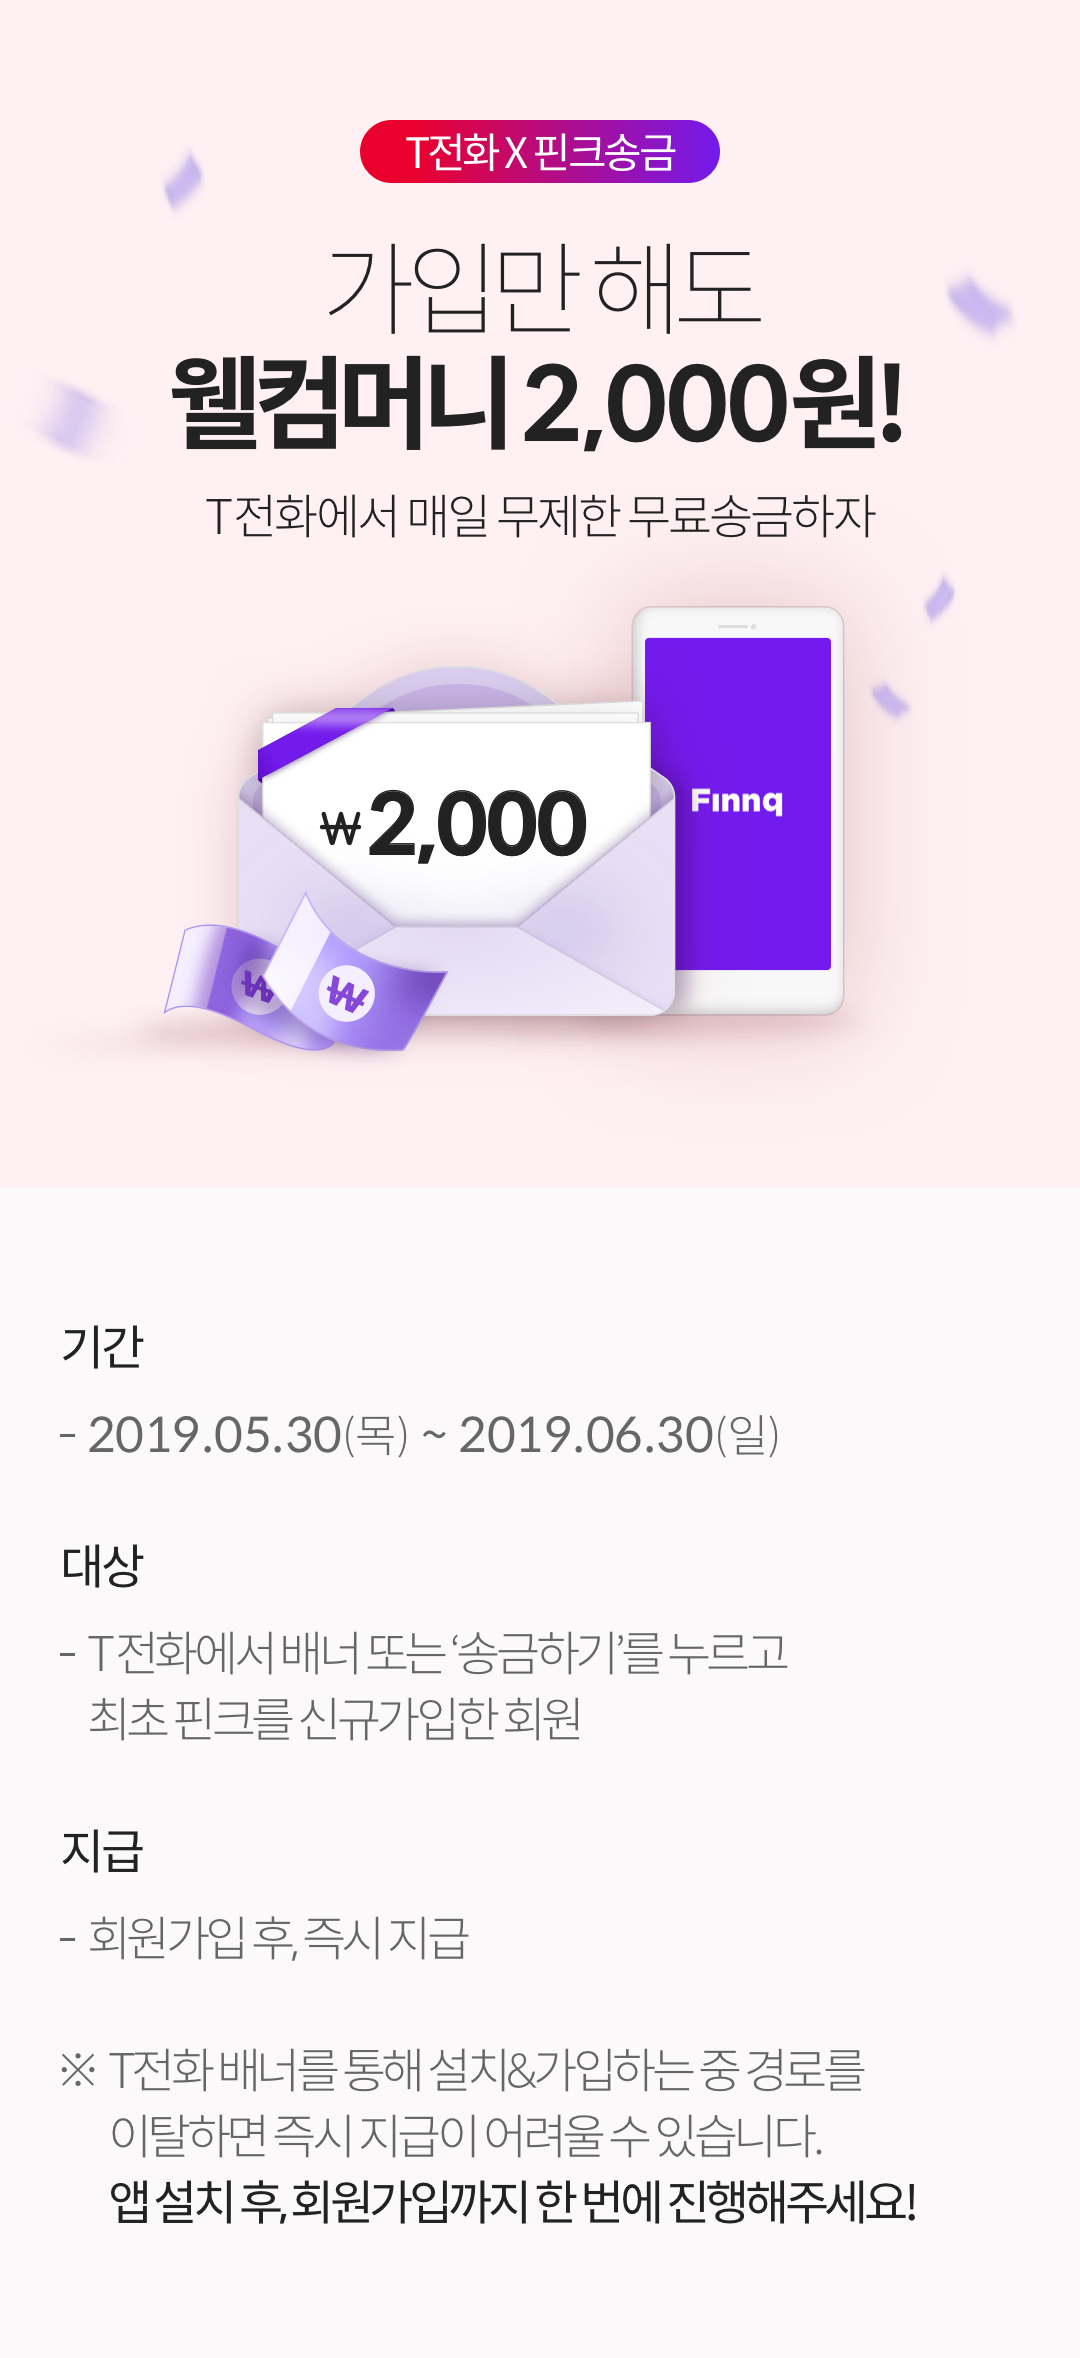 T전화 X 핀크송금
가입만 해도
웰컴머니 2,000원!
T전화에서 매일 무제한 무료송금하자
Finnq
₩2,000
₩ ₩
기간
- 2019.05.30(목) ~ 2019.06.30(일)
대상
- T전화에서 배너 또는 ‘송금하기’를 누르고
최초 핀크를 신규가입한 회원
지급
- 회원가입 후, 즉시 지급
※ T전화 배너를 통해 설치&가입하는 중 경로를
이탈하면 즉시 지급이 어려울 수 있습니다.
앱 설치 후, 회원가입까지 한 번에 진행해주세요!